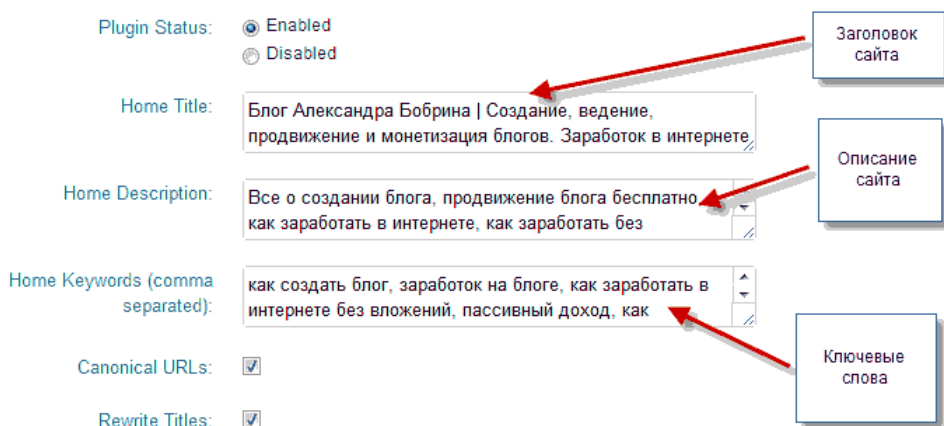 Plugin Status:
Enabled
Disabled
Заголовок
сайта
Home Title:
Блог Александра Бобрина | Создание, ведение,
продвижение и монетизация блогов. Заработок в интернете
Описание
сайта
Home Description:
Все о создании блога, продвижение блога бесплатно,
как заработать в интернете, как заработать без
Home Keywords (comma
separated):
как создать блог, заработок на блоге, как заработать в
интернете без вложений, пассивный доход, как
Ключевые
слова
Canonical URLs:
Rewrite Titles: